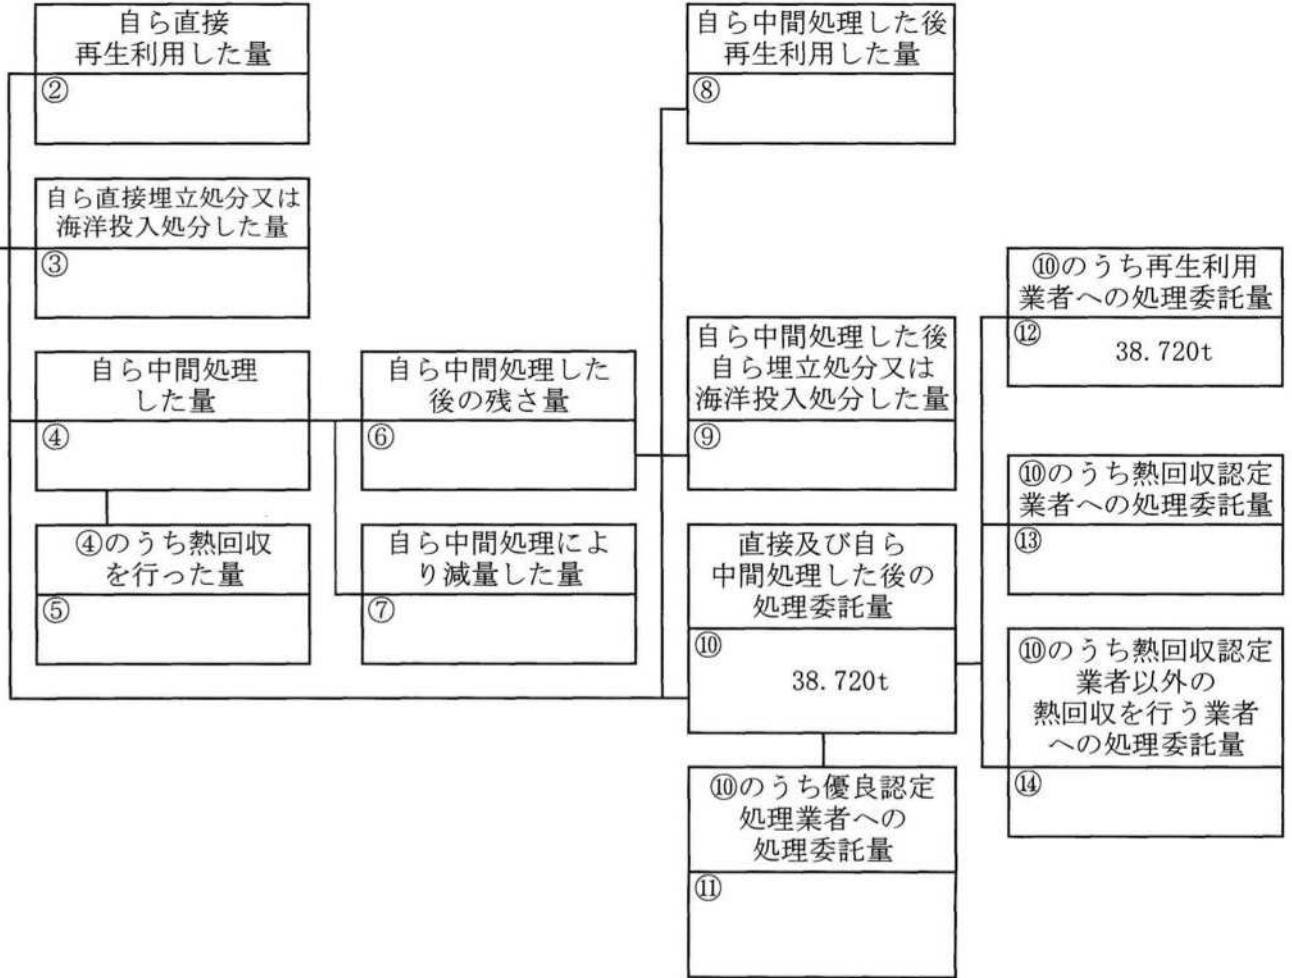 自ら直接
再生利用した量
②
自ら直接埋立処分又は
海洋投入処分した量
③
自ら中間処理
した量
④
④のうち熱回収
を行った量
⑤
自ら中間処理した
後の残さ量
⑥
自ら中間処理によ
り減量した量
⑦
自ら中間処理した後
再生利用した量
⑧
自ら中間処理した後
自ら埋立処分又は
海洋投入処分した量
⑨
直接及び自ら
中間処理した後の
処理委託量
⑩
38.720t
⑩のうち優良認定
処理業者への
処理委託量
⑪
⑩のうち再生利用
業者への処理委託量
⑫
38.720t
⑩のうち熱回収認定
業者への処理委託量
⑬
⑩のうち熱回収認定
業者以外の
熱回収を行う業者
への処理委託量
⑭